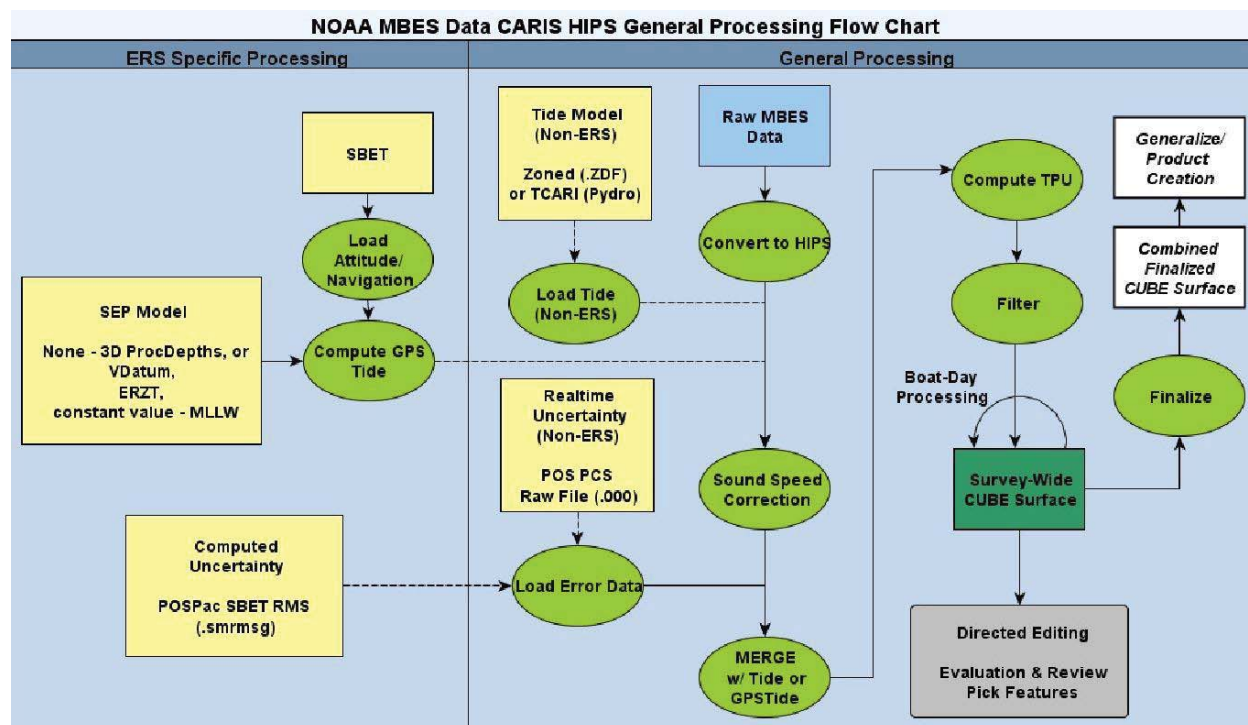 NOAA MBES Data CARIS HIPS General Processing Flow Chart
ERS Specific Processing
General Processing
SBET
Load
Attitude/
Navigation
SEP Model
None - 3D ProcDepths, or
VDatum,
ERZT,
constant value - MLLW
Compute GPS
Tide
Computed
Uncertainty
POSPac SBET RMS
(.smrmsg)
Tide Model
(Non-ERS)
Zoned (.ZDF)
or TCARI (Pydro)
Load Tide
(Non-ERS)
Realtime
Uncertainty
(Non-ERS)
POS PCS
Raw File (.000)
Load Error Data
Raw MBES
Data
Convert to HIPS
Sound Speed
Correction
MERGE
w/ Tide or
GPSTide
Compute TPU
Filter
Boat-Day
Processing
Survey-Wide
CUBE Surface
Directed Editing
Evaluation & Review
Pick Features
Generalize/
Product
Creation
Combined
Finalized
CUBE Surface
Finalize